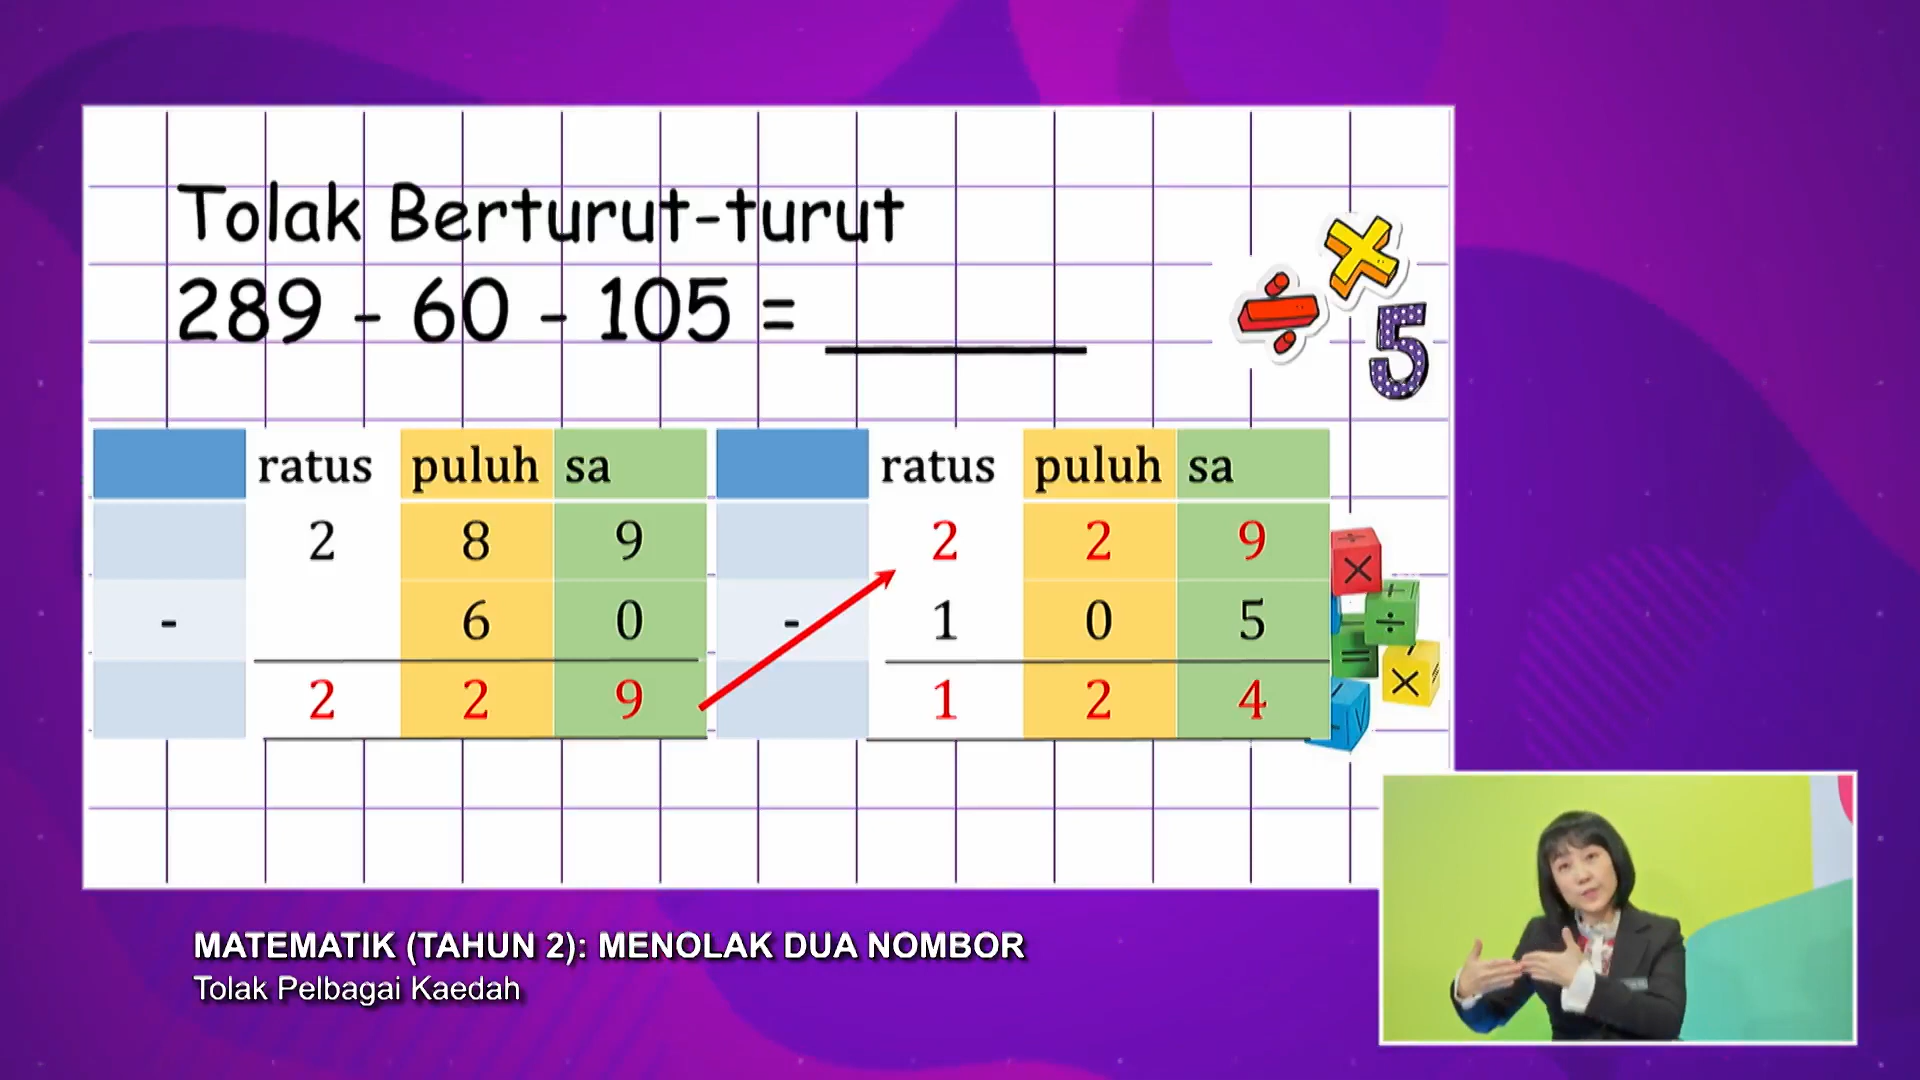 Tolak Berturut-turut
289 - 60 - 105 = ______
ratus puluh sa
2 8 9
- 6 0
2 2 9
ratus puluh sa
2 2 9
- 1 0 5
1 2 4
÷ × 5
MATEMATIK (TAHUN 2): MENOLAK DUA NOMBOR
Tolak Pelbagai Kaedah